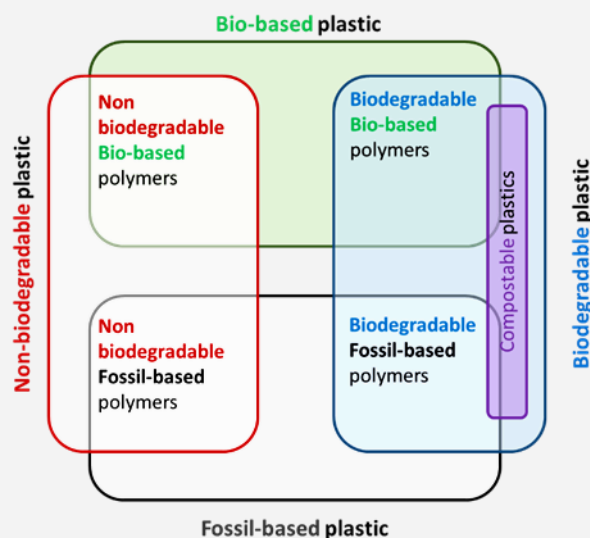 Bio-based plastic
Non-biodegradable plastic
Non
biodegradable
Bio-based
polymers
Biodegradable
Bio-based
polymers
Compostable plastics
Biodegradable plastic
Non
biodegradable
Fossil-based
polymers
Biodegradable
Fossil-based
polymers
Fossil-based plastic